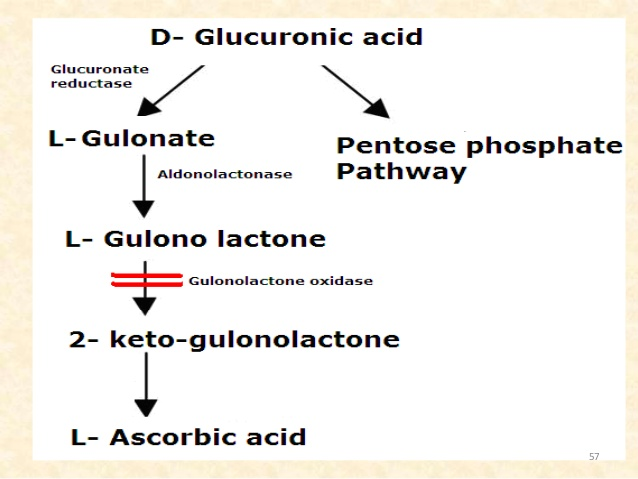 D- Glucuronic acid
Glucuronate
reductase
L- Gulonate
Pentose phosphate
Pathway
Aldonolactonase
L- Gulono lactone
Gulonolactone oxidase
2- keto-gulonolactone
L- Ascorbic acid
57